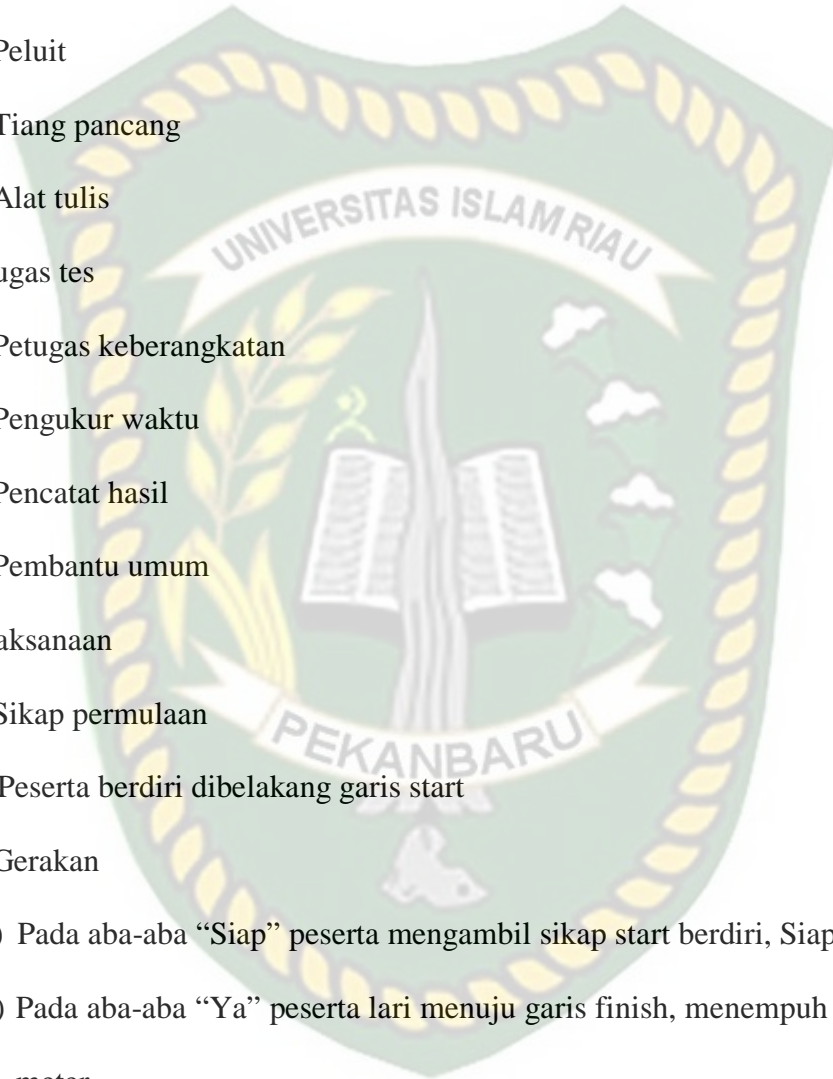 Peluit
Tiang pancang
Alat tulis
ugas tes
Petugas keberangkatan
Pengukur waktu
Pencatat hasil
Pembantu umum
aksanaan
Sikap permulaan
Peserta berdiri dibelakang garis start
Gerakan
) Pada aba-aba “Siap” peserta mengambil sikap start berdiri, Siap
) Pada aba-aba “Ya” peserta lari menuju garis finish, menempuh
UNIVERSITAS ISLAM RIAU
PEKANBARU